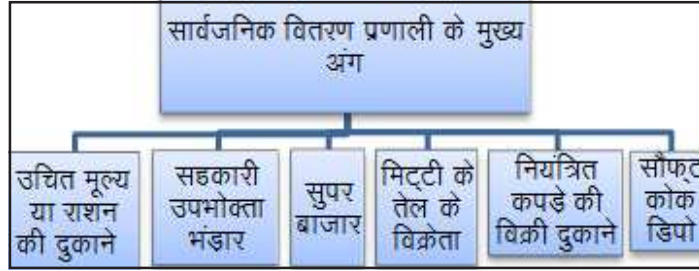 सार्वजनिक वितरण प्रणाली के मुख्य
अंग
उचित मूल्य
या राशन
की दुकाने
सहकारी
उपभोक्ता
भंड़ार
सुपर
बाजार
मिट्टी के
तेल के
विक्रेता
नियंत्रित
कपड़े की
विक्री दुकाने
सौफ्ट
कोक
डिपो